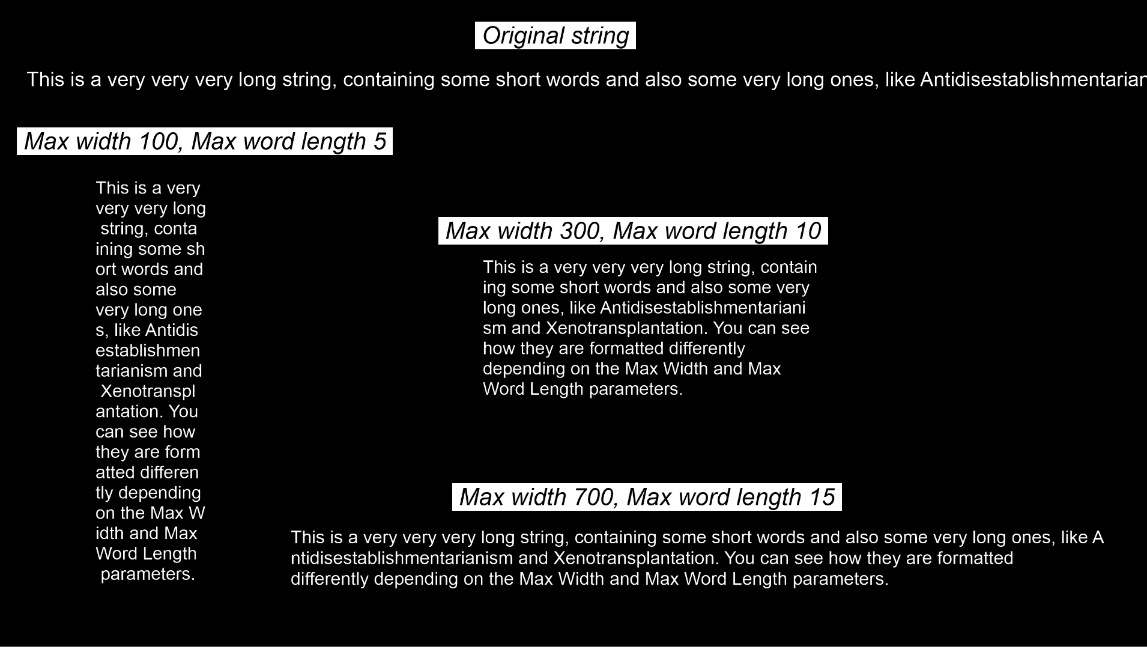 Original string
This is a very very very long string, containing some short words and also some very long ones, like Antidisestablishmentarian
Max width 100, Max word length 5
This is a very
very very long
string, conta
ining some sh
ort words and
also some
very long one
s, like Antidis
establishmen
tarianism and
Xenotranspl
antation. You
can see how
they are form
atted differen
tly depending
on the Max W
idth and Max
Word Length
parameters.
Max width 300, Max word length 10
This is a very very very long string, contain
ing some short words and also some very
long ones, like Antidisestablishmentariani
sm and Xenotransplantation. You can see
how they are formatted differently
depending on the Max Width and Max
Word Length parameters.
Max width 700, Max word length 15
This is a very very very long string, containing some short words and also some very long ones, like A
ntidisestablishmentarianism and Xenotransplantation. You can see how they are formatted
differently depending on the Max Width and Max Word Length parameters.